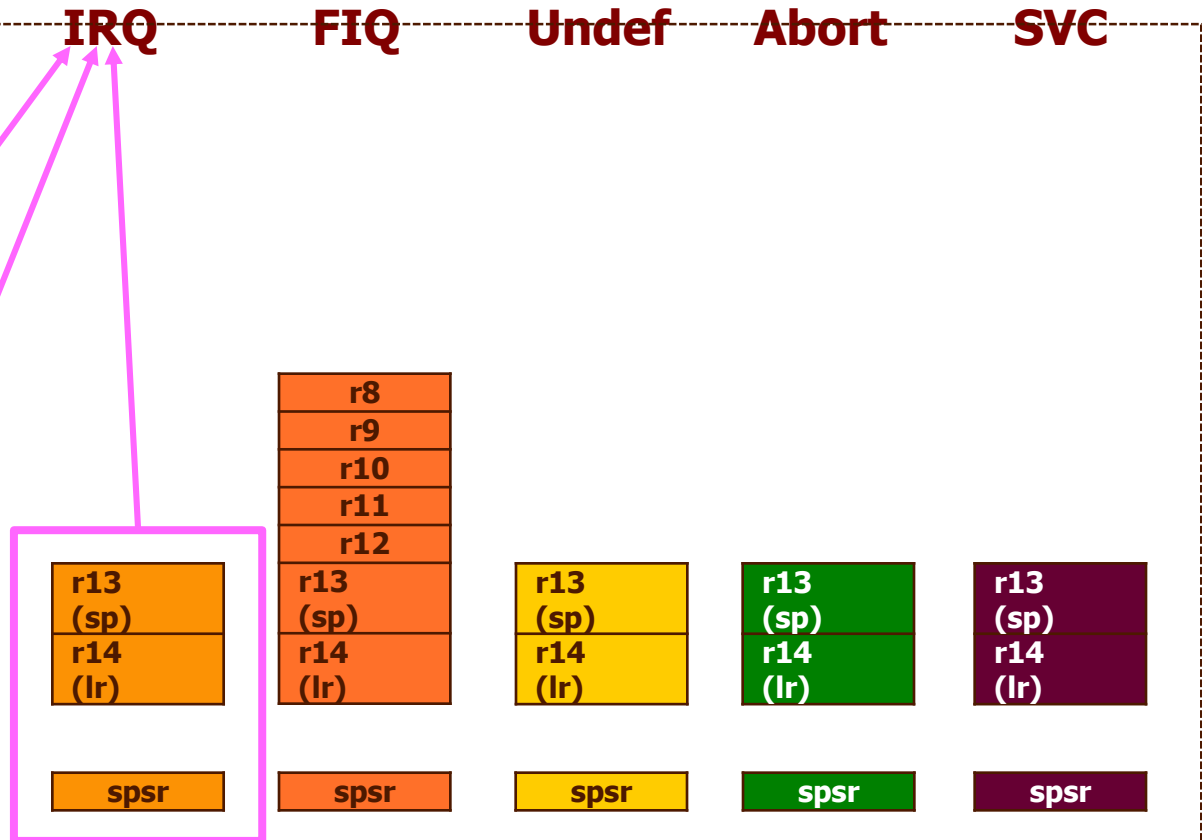 IRQ FIQ Undef Abort SVC
r8
r9
r10
r11
r12
r13 r13 r13 r13 r13
(sp) (sp) (sp) (sp) (sp)
r14 r14 r14 r14 r14
(lr) (lr) (lr) (lr) (lr)
spsr spsr spsr spsr spsr